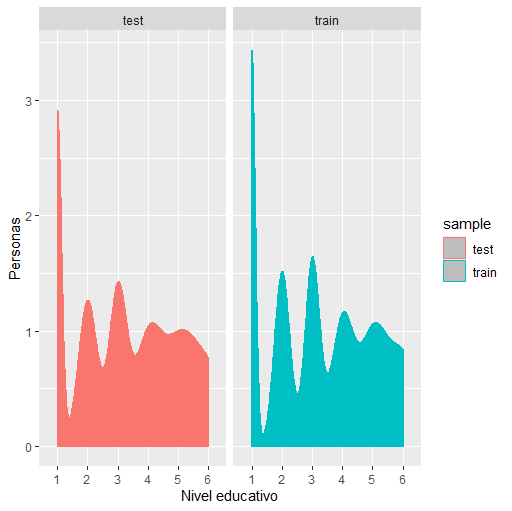 test train
3
2
1
0
Personas
1 2 3 4 5 6 1 2 3 4 5 6
Nivel educativo
sample
test
train